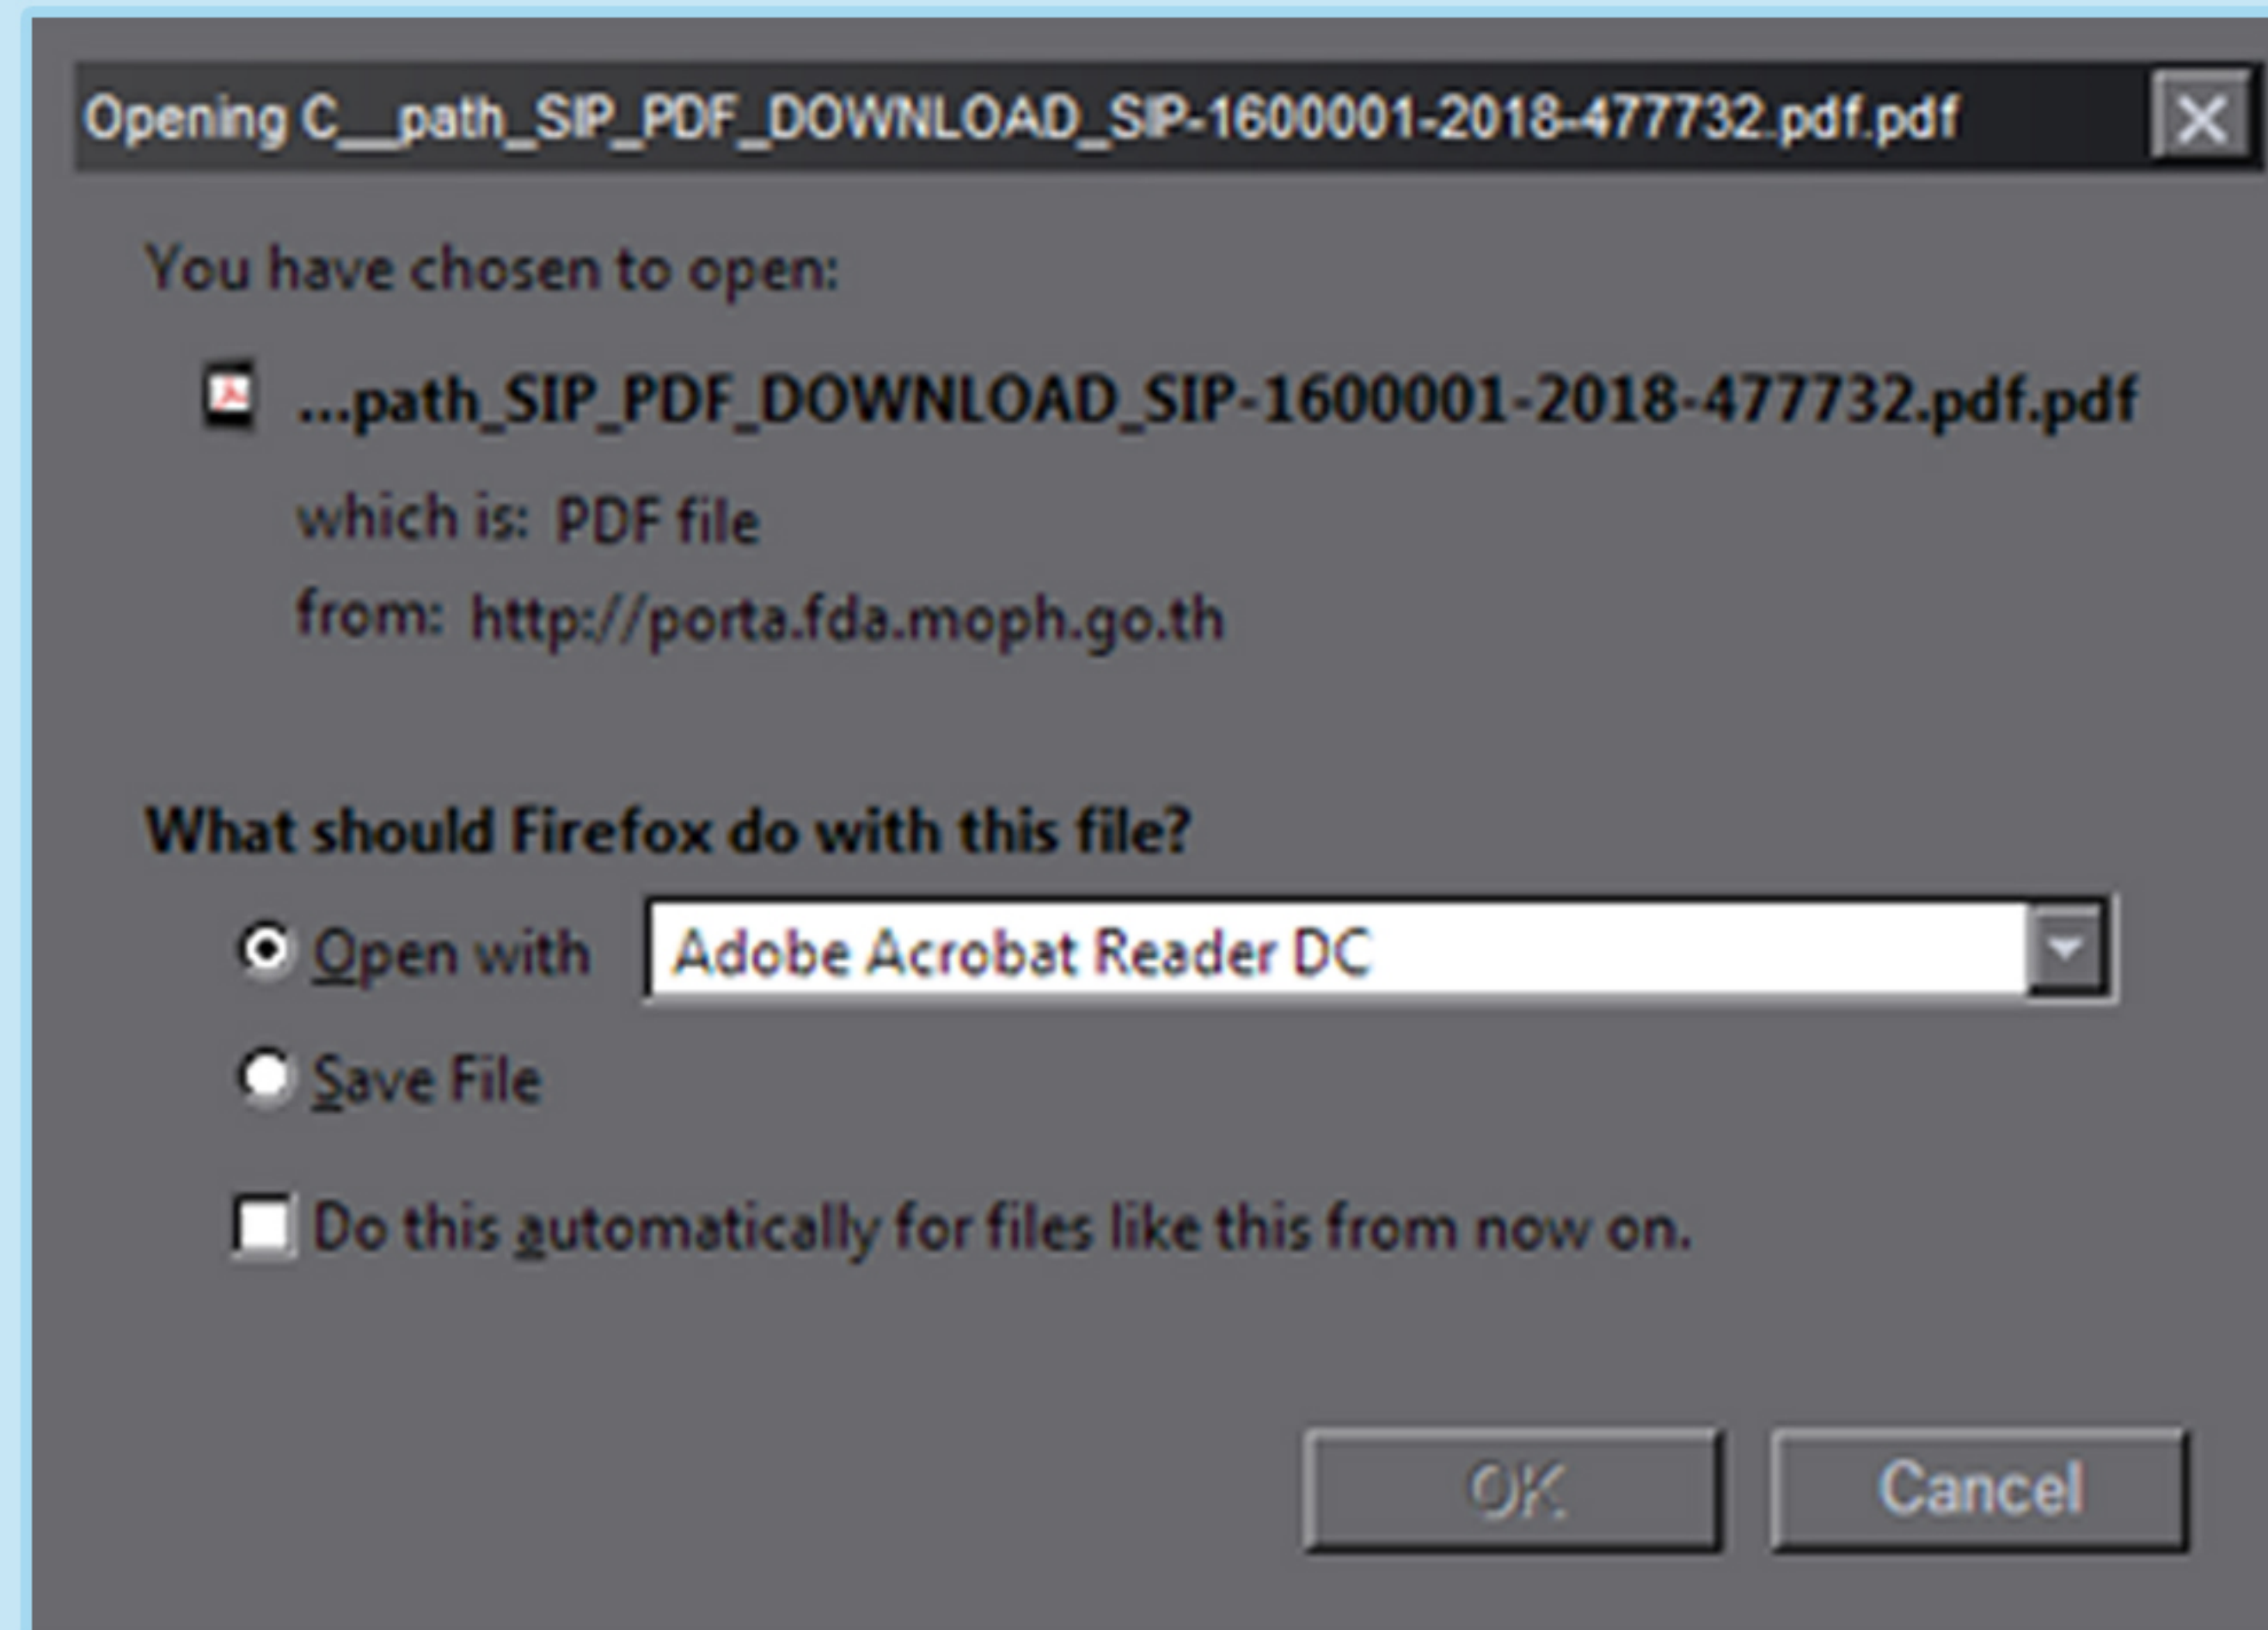 Opening C__path_SIP_PDF_DOWNLOAD_SIP-1600001-2018-477732.pdf.pdf
You have chosen to open:
...path_SIP_PDF_DOWNLOAD_SIP-1600001-2018-477732.pdf.pdf
which is: PDF file
from: http://porta.fda.moph.go.th
What should Firefox do with this file?
Open with Adobe Acrobat Reader DC
Save File
Do this automatically for files like this from now on.
OK Cancel